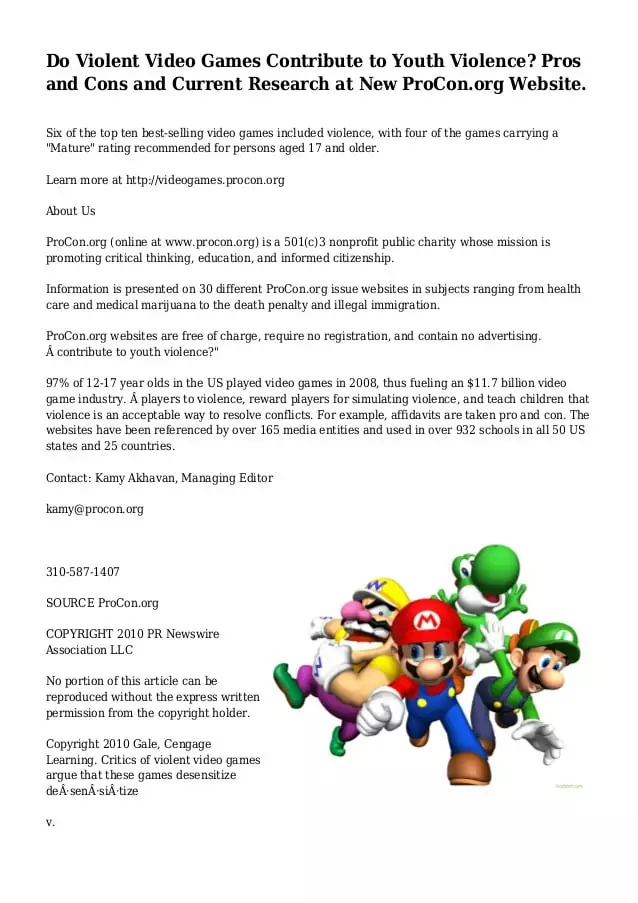 Do Violent Video Games Contribute to Youth Violence? Pros
and Cons and Current Research at New ProCon.org Website.
Six of the top ten best-selling video games included violence, with four of the games carrying a
"Mature" rating recommended for persons aged 17 and older.
Learn more at http://videogames.procon.org
About Us
ProCon.org (online at www.procon.org) is a 501(c)3 nonprofit public charity whose mission is
promoting critical thinking, education, and informed citizenship.
Information is presented on 30 different ProCon.org issue websites in subjects ranging from health
care and medical marijuana to the death penalty and illegal immigration.
ProCon.org websites are free of charge, require no registration, and contain no advertising.
Â contribute to youth violence?"
97% of 12-17 year olds in the US played video games in 2008, thus fueling an $11.7 billion video
game industry. Â players to violence, reward players for simulating violence, and teach children that
violence is an acceptable way to resolve conflicts. For example, affidavits are taken pro and con. The
websites have been referenced by over 165 media entities and used in over 932 schools in all 50 US
states and 25 countries.
Contact: Kamy Akhavan, Managing Editor
kamy@procon.org
310-587-1407
SOURCE ProCon.org
COPYRIGHT 2010 PR Newswire
Association LLC
No portion of this article can be
reproduced without the express written
permission from the copyright holder.
Copyright 2010 Gale, Cengage
Learning. Critics of violent video games
argue that these games desensitize
deÂ·senÂ·siÂ·tize
v.
W
M
L